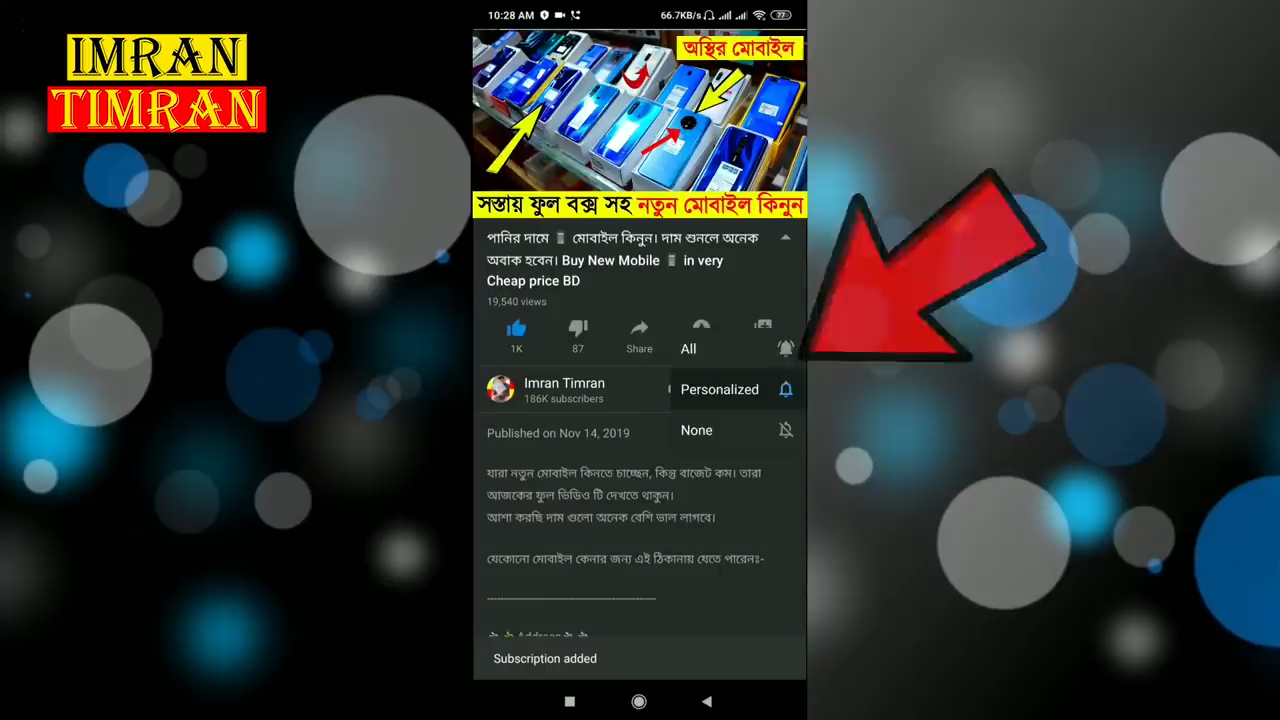 IMRAN
TIMRAN
10:28 AM
66.7KB/s
77
অস্থির মোবাইল
সস্তায় ফুল বক্স সহ নতুন মোবাইল কিনুন
পানির দামে 📱 মোবাইল কিনুন। দাম শুনলে অনেক
অবাক হবেন। Buy New Mobile 📱 in very
Cheap price BD
19,540 views
1K
87
Share
All
Imran Timran
186K subscribers
Personalized
None
Published on Nov 14, 2019
যারা নতুন মোবাইল কিনতে চাচ্ছেন, কিন্তু বাজেট কম। তারা
আজকের ফুল ভিডিও টি দেখতে থাকুন।
আশা করছি দাম গুলো অনেক বেশি ভাল লাগবে।
যেকোনো মোবাইল কেনার জন্য এই ঠিকানায় যেতে পারেনঃ-
Address
Subscription added